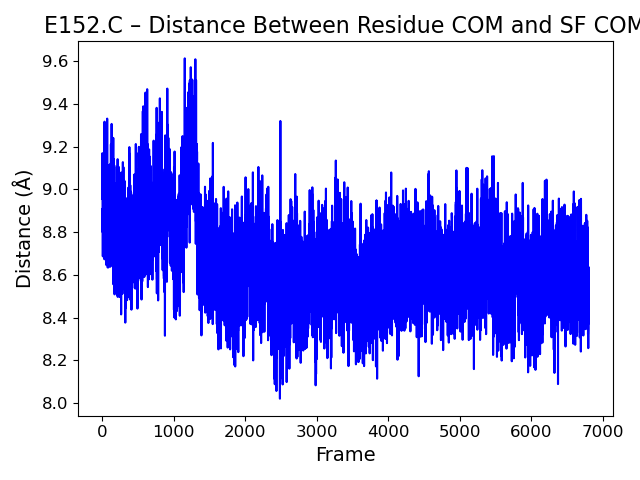 E152.C – Distance Between Residue COM and SF COM
9.6
9.4
9.2
9.0
8.8
8.6
8.4
8.2
8.0
Distance (Å)
0 1000 2000 3000 4000 5000 6000 7000
Frame